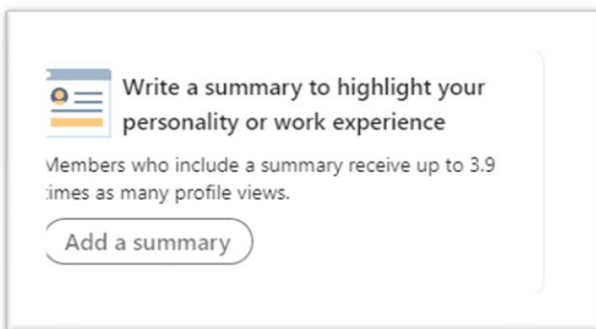 Write a summary to highlight your
personality or work experience
Members who include a summary receive up to 3.9
times as many profile views.
Add a summary